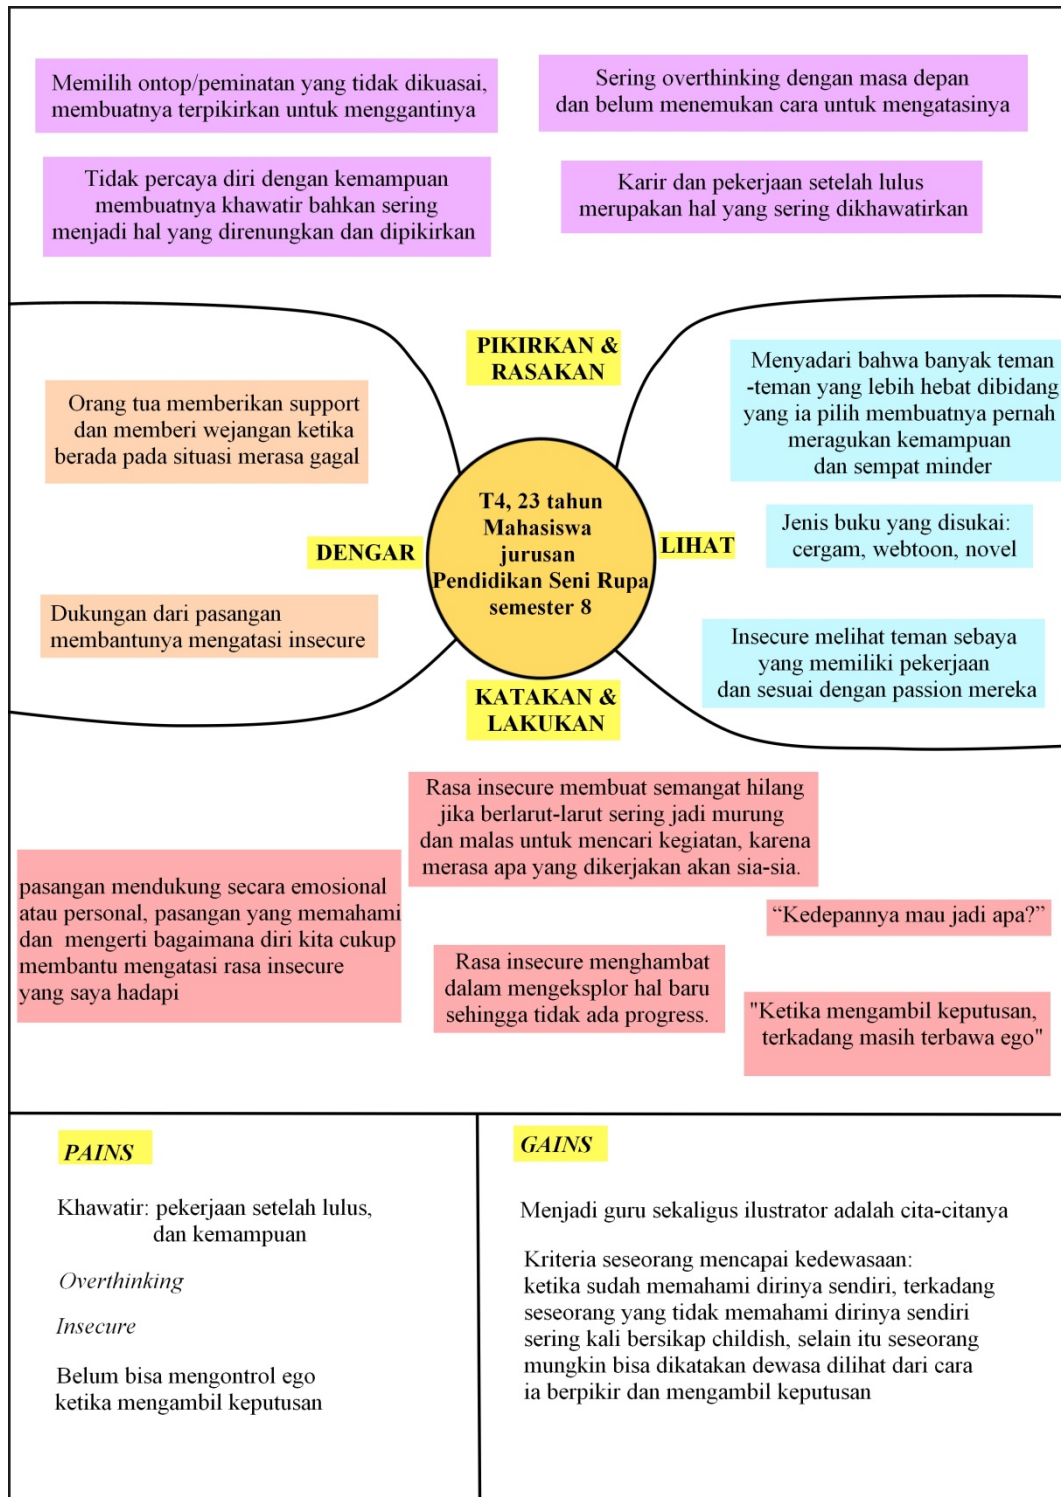 Memilih ontop/peminatan yang tidak dikuasai,
membuatnya terpikirkan untuk menggantinya
Sering overthinking dengan masa depan
dan belum menemukan cara untuk mengatasinya
Tidak percaya diri dengan kemampuan
membuatnya khawatir bahkan sering
menjadi hal yang direnungkan dan dipikirkan
Karir dan pekerjaan setelah lulus
merupakan hal yang sering dikhawatirkan
PIKIRKAN &
RASAKAN
Orang tua memberikan support
dan memberi wejangan ketika
berada pada situasi merasa gagal
DENGAR
Dukungan dari pasangan
membantunya mengatasi insecure
T4, 23 tahun
Mahasiswa
jurusan
Pendidikan Seni Rupa
semester 8
LIHAT
Menyadari bahwa banyak teman
-teman yang lebih hebat dibidang
yang ia pilih membuatnya pernah
meragukan kemampuan
dan sempat minder
Jenis buku yang disukai:
cergam, webtoon, novel
Insecure melihat teman sebaya
yang memiliki pekerjaan
dan sesuai dengan passion mereka
KATAKAN &
LAKUKAN
Rasa insecure membuat semangat hilang
jika berlarut-larut sering jadi murung
dan malas untuk mencari kegiatan, karena
merasa apa yang dikerjakan akan sia-sia.
pasangan mendukung secara emosional
atau personal, pasangan yang memahami
dan mengerti bagaimana diri kita cukup
membantu mengatasi rasa insecure
yang saya hadapi
“Kedepannya mau jadi apa?”
Rasa insecure menghambat
dalam mengeksplor hal baru
sehingga tidak ada progress.
"Ketika mengambil keputusan,
terkadang masih terbawa ego"
PAINS
Khawatir: pekerjaan setelah lulus,
dan kemampuan
Overthinking
Insecure
Belum bisa mengontrol ego
ketika mengambil keputusan
GAINS
Menjadi guru sekaligus ilustrator adalah cita-citanya
Kriteria seseorang mencapai kedewasaan:
ketika sudah memahami dirinya sendiri, terkadang
seseorang yang tidak memahami dirinya sendiri
sering kali bersikap childish, selain itu seseorang
mungkin bisa dikatakan dewasa dilihat dari cara
ia berpikir dan mengambil keputusan